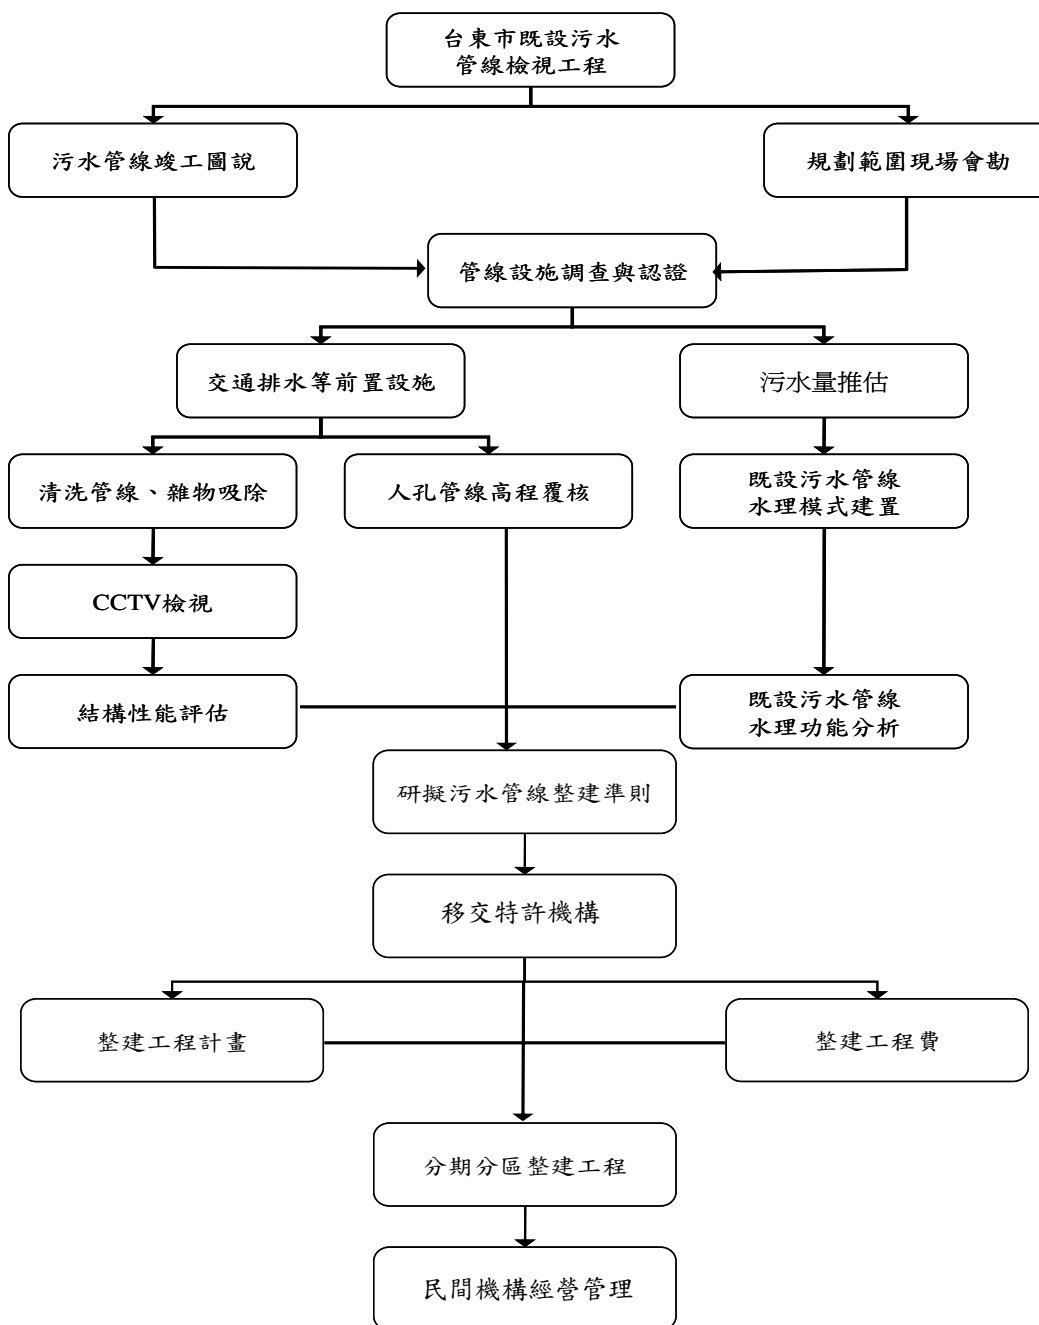 台東市既設污水
管線檢視工程
污水管線竣工圖說
規劃範圍現場會勘
管線設施調查與認證
交通排水等前置設施
污水量推估
清洗管線、雜物吸除
人孔管線高程覆核
既設污水管線
水理模式建置
CCTV檢視
結構性能評估
既設污水管線
水理功能分析
研擬污水管線整建準則
移交特許機構
整建工程計畫
整建工程費
分期分區整建工程
民間機構經營管理